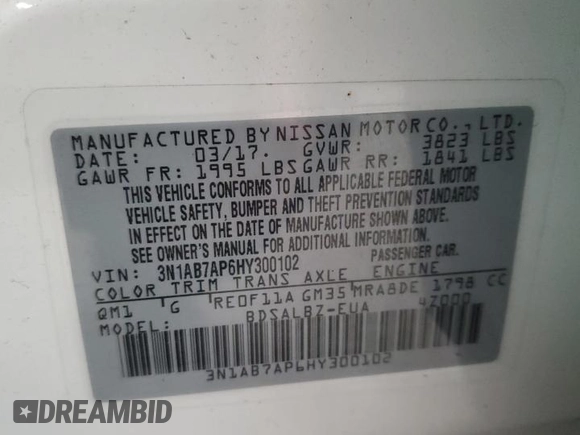 MANUFACTURED BY NISSAN MOTOR CO., LTD.
DATE: 03/17. GVWR: 3823 LBS
GAWR FR: 1995 LBS GAWR RR: 1841 LBS
THIS VEHICLE CONFORMS TO ALL APPLICABLE FEDERAL MOTOR
VEHICLE SAFETY, BUMPER AND THEFT PREVENTION STANDARDS
IN EFFECT ON THE DATE OF MANUFACTURE SHOWN ABOVE.
SEE OWNER'S MANUAL FOR ADDITIONAL INFORMATION.
VIN: 3N1AB7AP6HY300102 PASSENGER CAR.
COLOR TRIM TRANS AXLE ENGINE
QM1 G RE0F11A GM35 MRA8DE 1798 CC
MODEL: BDSALBZ-EUA 4Z000
3N1AB7AP6HY300102
DREAMBID